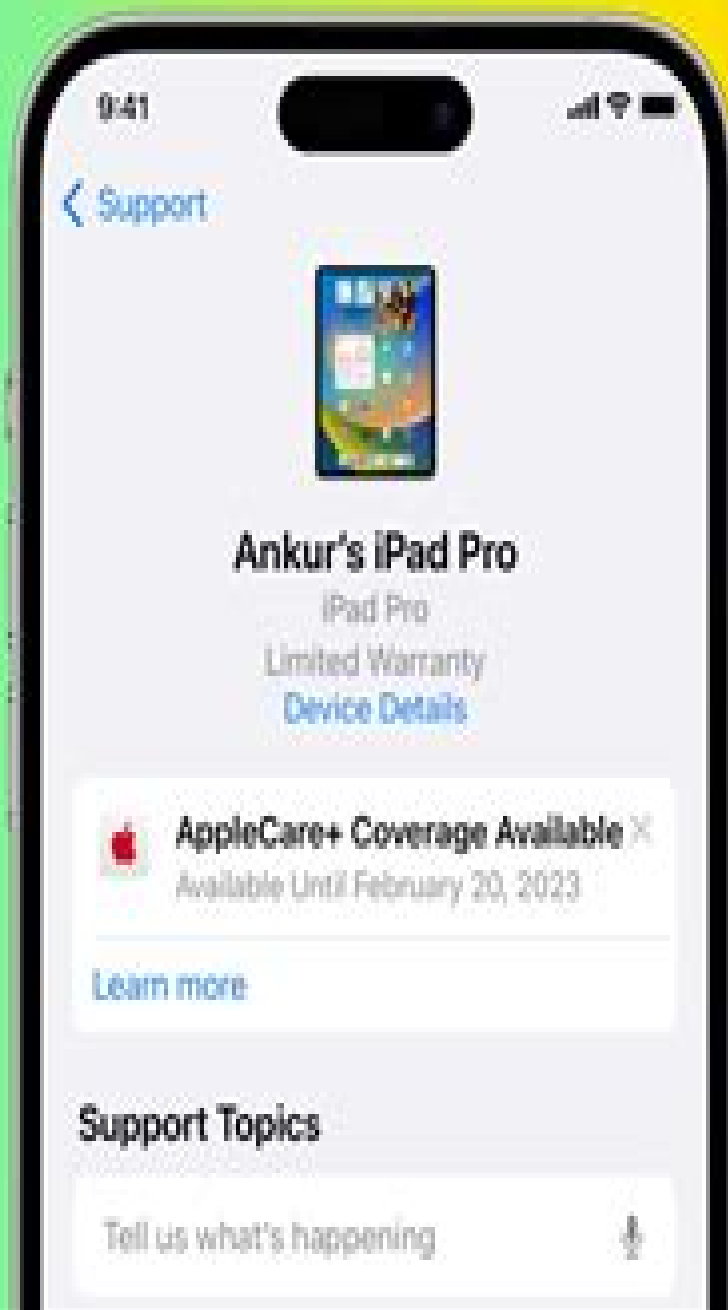 9:41
Support
Ankur's iPad Pro
iPad Pro
Limited Warranty
Device Details
AppleCare+ Coverage Available
Available Until February 20, 2023
Learn more
Support Topics
Tell us what's happening